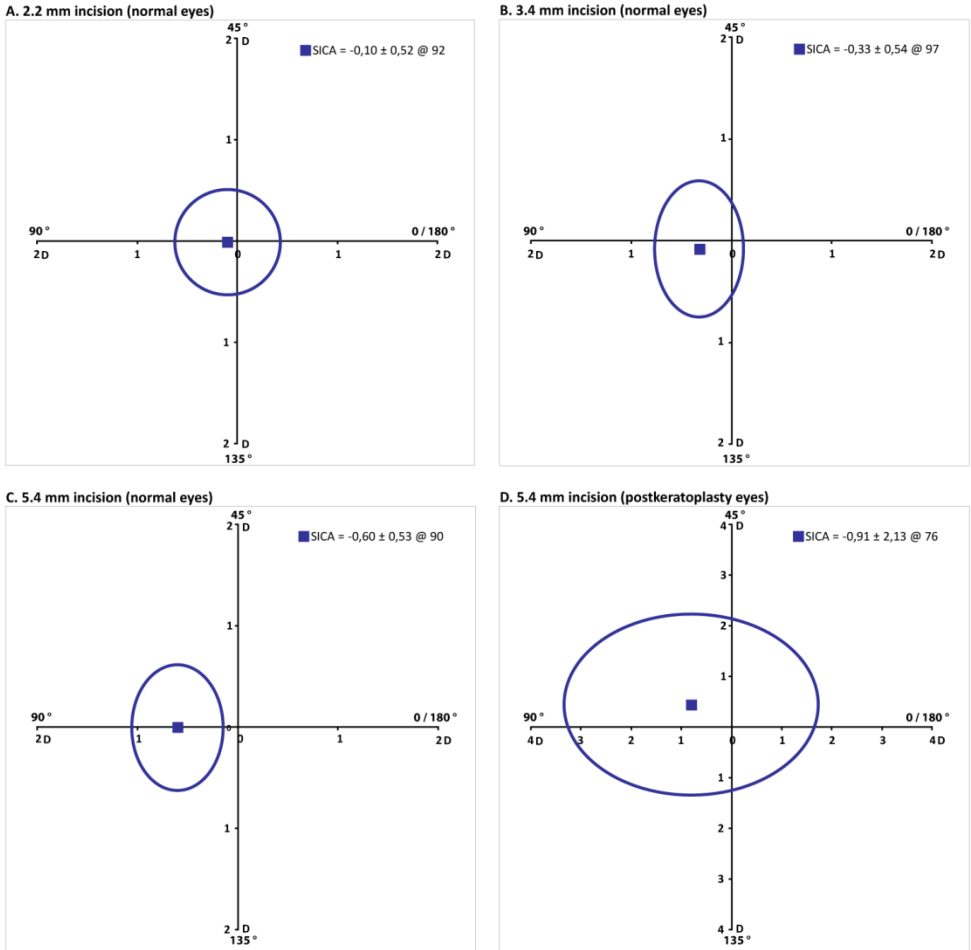 A. 2.2 mm incision (normal eyes)
45°
2 D
SICA = -0,10 ± 0,52 @ 92
1
90°
0 / 180°
2 D
1
0
1
2 D
1
2 D
135°
B. 3.4 mm incision (normal eyes)
45°
2 D
SICA = -0,33 ± 0,54 @ 97
1
90°
0 / 180°
2 D
1
0
1
2 D
1
2 D
135°
C. 5.4 mm incision (normal eyes)
45°
2 D
SICA = -0,60 ± 0,53 @ 90
1
90°
0 / 180°
0
2 D
1
0
1
2 D
1
2 D
135°
D. 5.4 mm incision (postkeratoplasty eyes)
45°
4 D
SICA = -0,91 ± 2,13 @ 76
3
2
1
90°
0 / 180°
4 D
3
2
1
0
1
2
3
4 D
1
2
3
4 D
135°